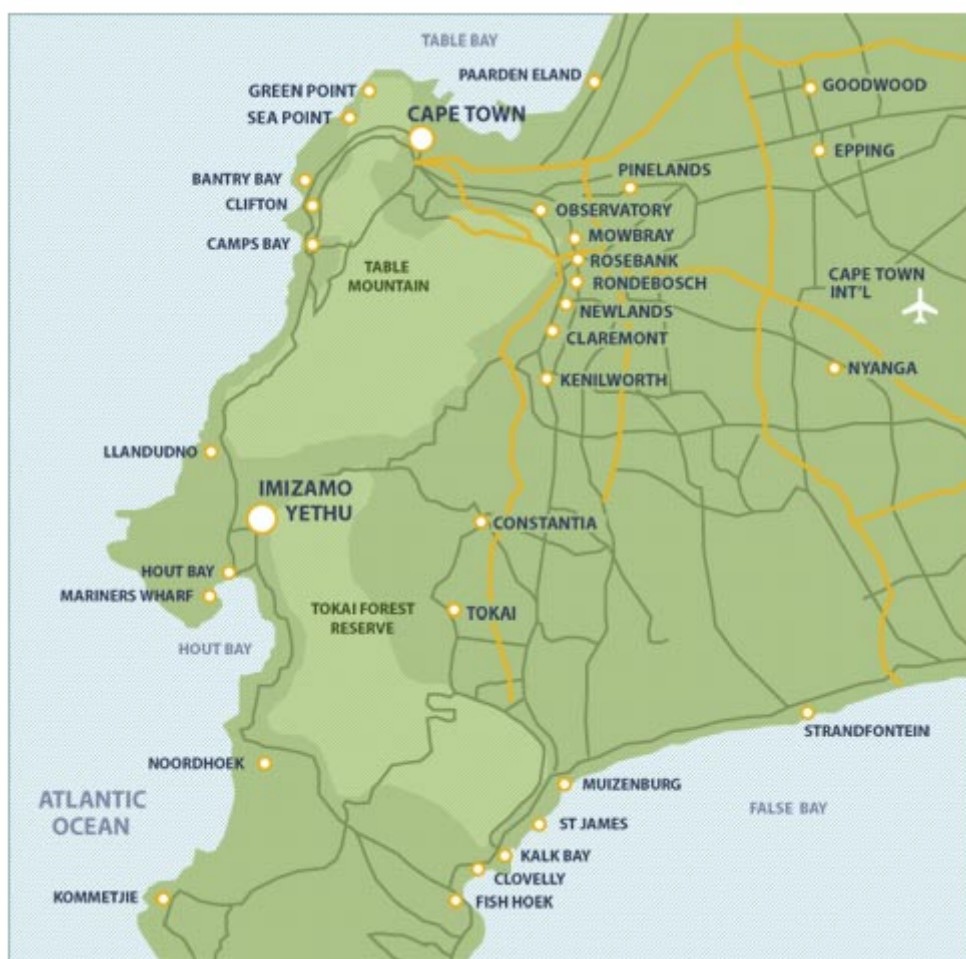 TABLE BAY
PAARDEN ELAND
GREEN POINT
GOODWOOD
SEA POINT
CAPE TOWN
EPPING
PINELANDS
BANTRY BAY
CLIFTON
OBSERVATORY
MOWBRAY
CAMPS BAY
ROSEBANK
TABLE
MOUNTAIN
CAPE TOWN
INT'L
RONDEBOSCH
NEWLANDS
CLAREMONT
NYANGA
KENILWORTH
LLANDUDNO
IMIZAMO
YETHU
CONSTANTIA
HOUT BAY
MARINERS WHARF
TOKAI FOREST
RESERVE
TOKAI
HOUT BAY
STRANDFONTEIN
NOORDHOEK
MUIZENBURG
ATLANTIC
OCEAN
FALSE BAY
ST JAMES
KALK BAY
CLOVELLY
KOMMETJIE
FISH HOEK